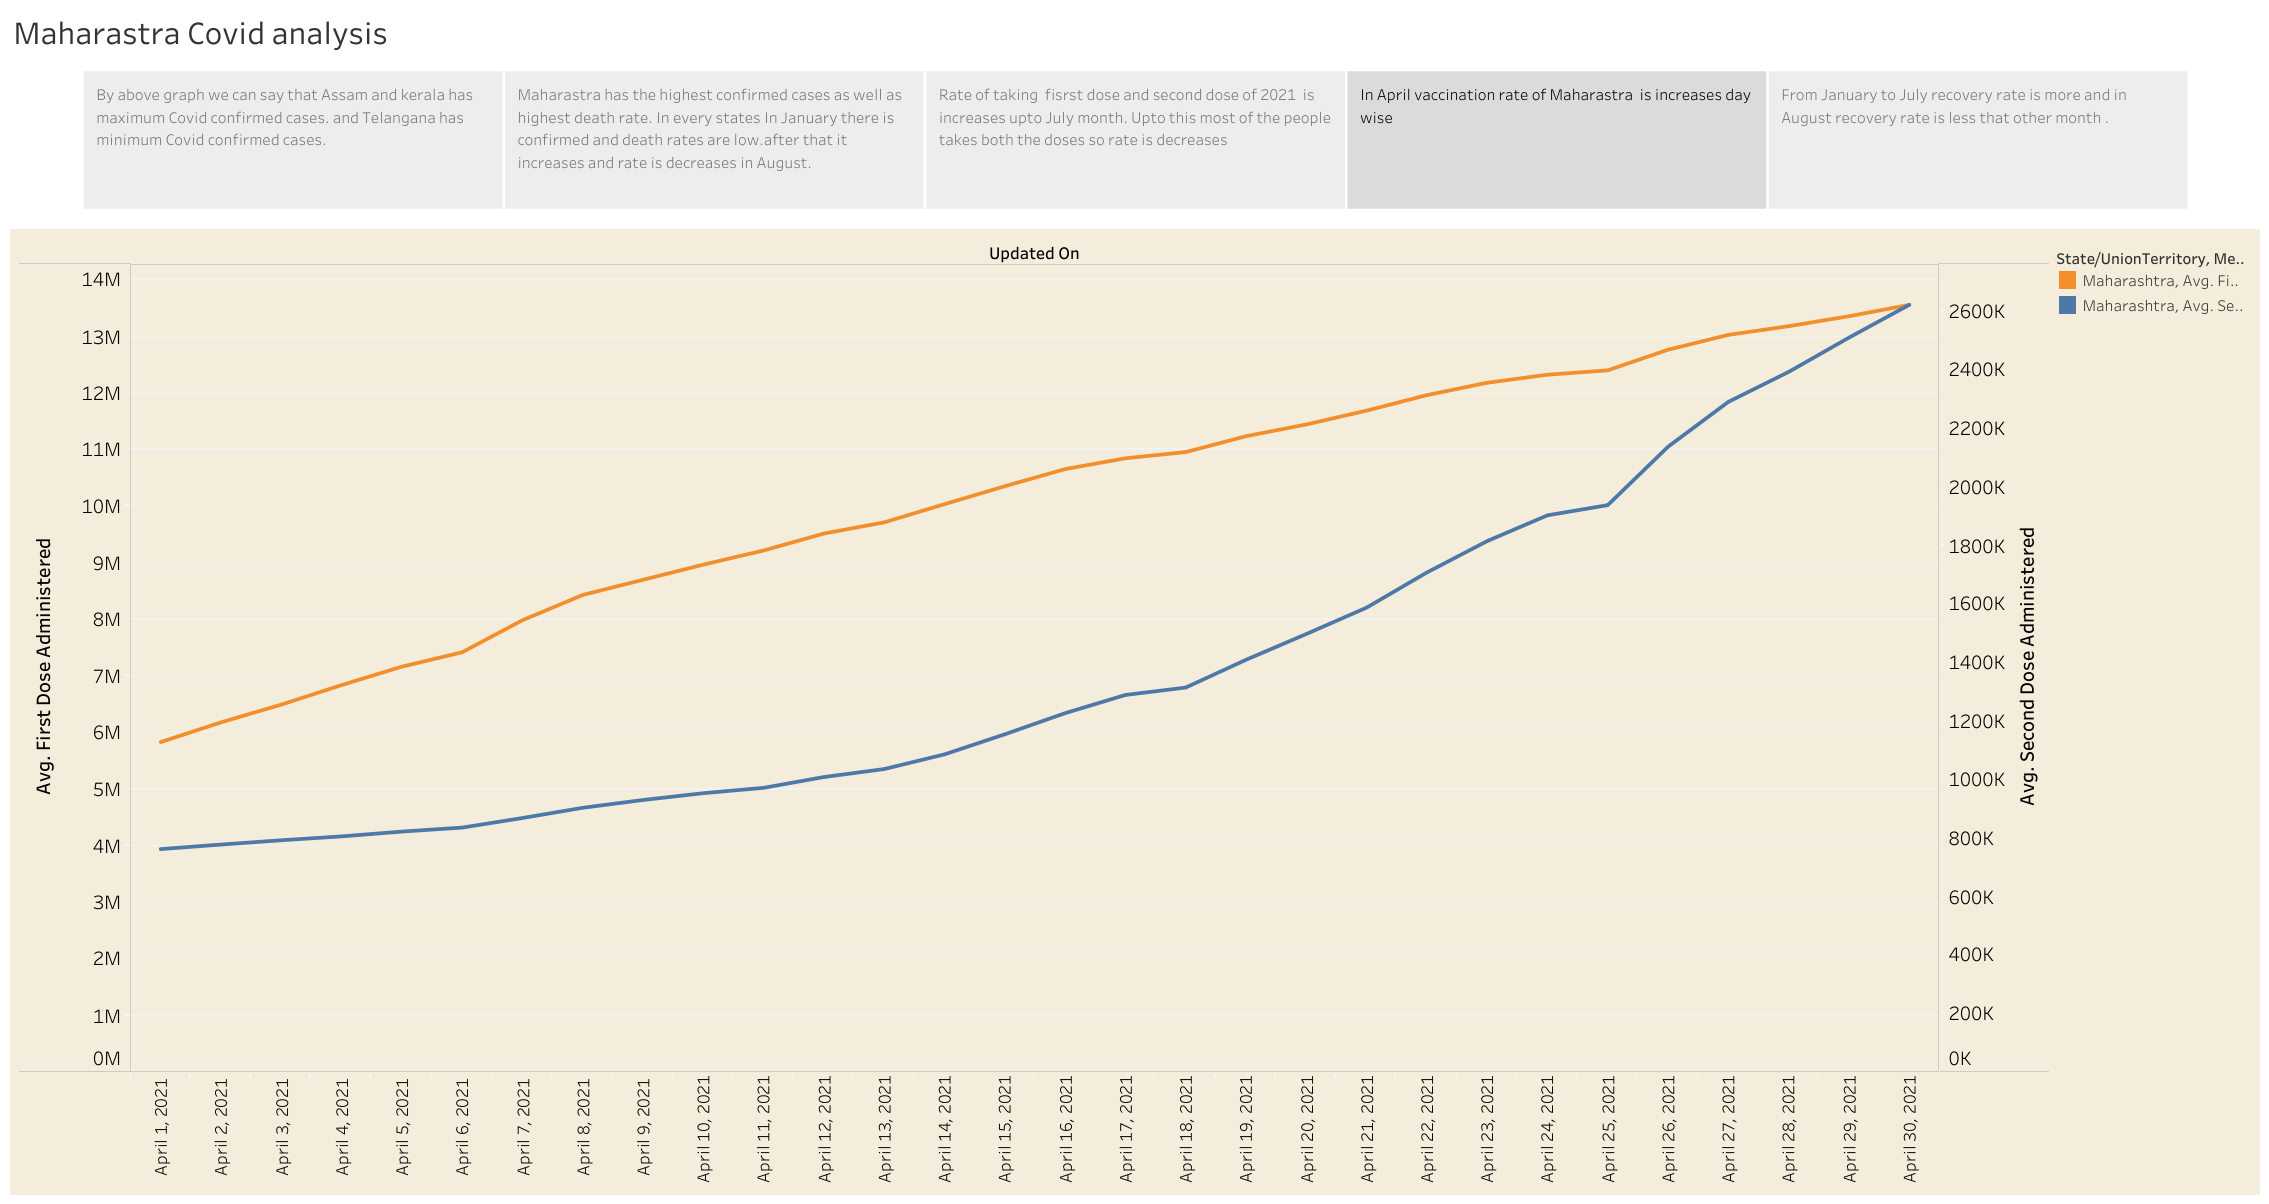 Maharastra Covid analysis
By above graph we can say that Assam and kerala has
maximum Covid confirmed cases. and Telangana has
minimum Covid confirmed cases.
Maharastra has the highest confirmed cases as well as
highest death rate. In every states In January there is
confirmed and death rates are low.after that it
increases and rate is decreases in August.
Rate of taking  fisrst dose and second dose of 2021  is
increases upto July month. Upto this most of the people
takes both the doses so rate is decreases
In April vaccination rate of Maharastra  is increases day
wise
From January to July recovery rate is more and in
August recovery rate is less that other month .
Updated On
14M
13M
12M
11M
10M
9M
8M
7M
6M
5M
4M
3M
2M
1M
0M
Avg. First Dose Administered
2600K
2400K
2200K
2000K
1800K
1600K
1400K
1200K
1000K
800K
600K
400K
200K
0K
Avg. Second Dose Administered
State/UnionTerritory, Me..
Maharashtra, Avg. Fi..
Maharashtra, Avg. Se..
April 1, 2021
April 2, 2021
April 3, 2021
April 4, 2021
April 5, 2021
April 6, 2021
April 7, 2021
April 8, 2021
April 9, 2021
April 10, 2021
April 11, 2021
April 12, 2021
April 13, 2021
April 14, 2021
April 15, 2021
April 16, 2021
April 17, 2021
April 18, 2021
April 19, 2021
April 20, 2021
April 21, 2021
April 22, 2021
April 23, 2021
April 24, 2021
April 25, 2021
April 26, 2021
April 27, 2021
April 28, 2021
April 29, 2021
April 30, 2021